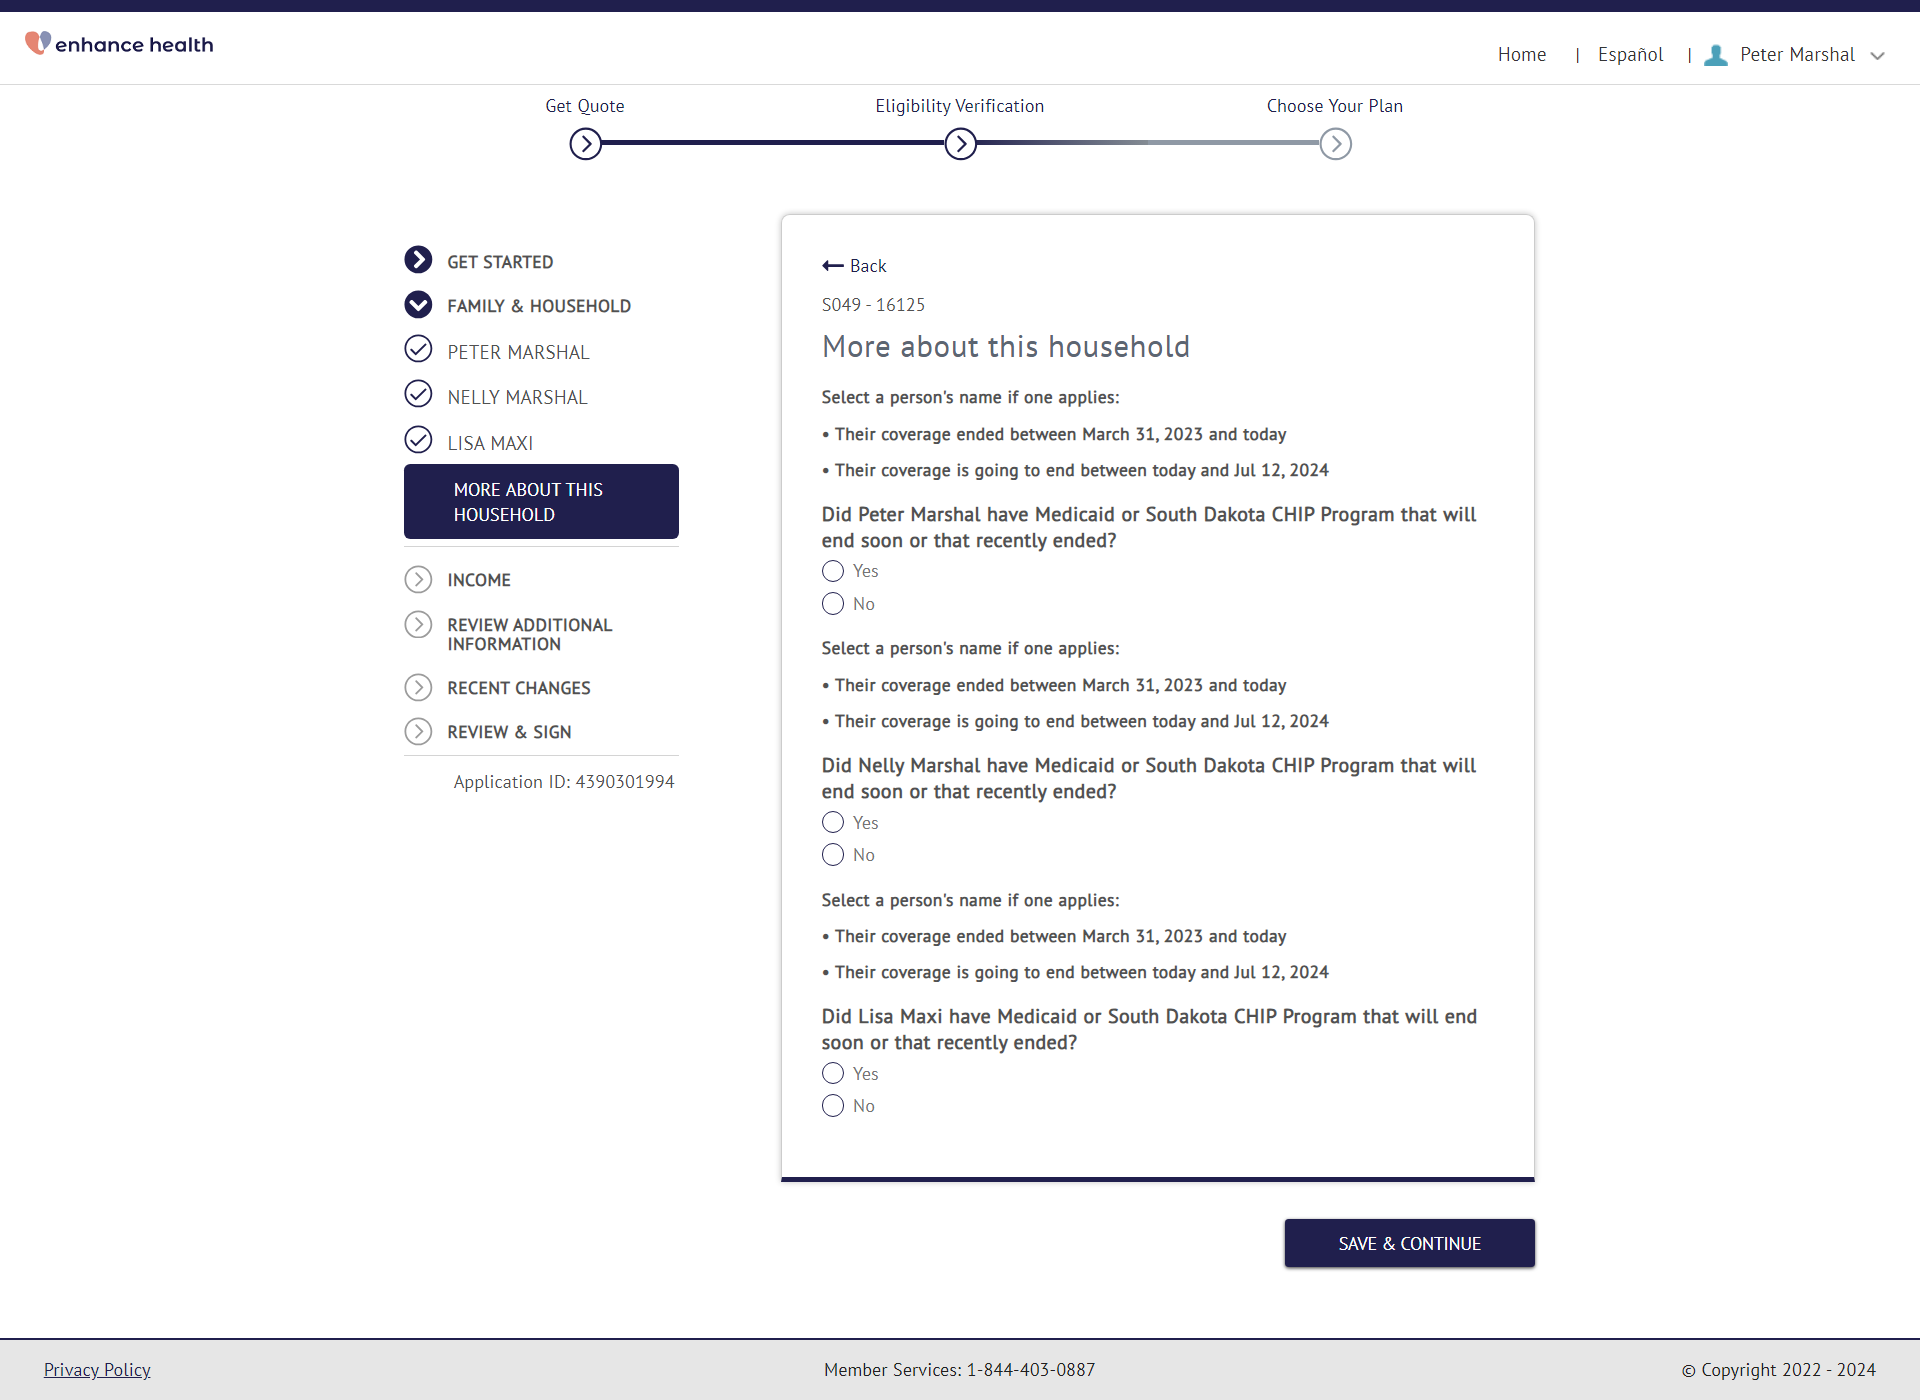 enhance health
Home | Español | Peter Marshal
Get Quote
Eligibility Verification
Choose Your Plan
GET STARTED
FAMILY & HOUSEHOLD
PETER MARSHAL
NELLY MARSHAL
LISA MAXI
MORE ABOUT THIS
HOUSEHOLD
INCOME
REVIEW ADDITIONAL
INFORMATION
RECENT CHANGES
REVIEW & SIGN
Application ID: 4390301994
Back
S049 - 16125
More about this household
Select a person's name if one applies:
• Their coverage ended between March 31, 2023 and today
• Their coverage is going to end between today and Jul 12, 2024
Did Peter Marshal have Medicaid or South Dakota CHIP Program that will
end soon or that recently ended?
Yes
No
Select a person's name if one applies:
• Their coverage ended between March 31, 2023 and today
• Their coverage is going to end between today and Jul 12, 2024
Did Nelly Marshal have Medicaid or South Dakota CHIP Program that will
end soon or that recently ended?
Yes
No
Select a person's name if one applies:
• Their coverage ended between March 31, 2023 and today
• Their coverage is going to end between today and Jul 12, 2024
Did Lisa Maxi have Medicaid or South Dakota CHIP Program that will end
soon or that recently ended?
Yes
No
SAVE & CONTINUE
Privacy Policy
Member Services: 1-844-403-0887
© Copyright 2022 - 2024